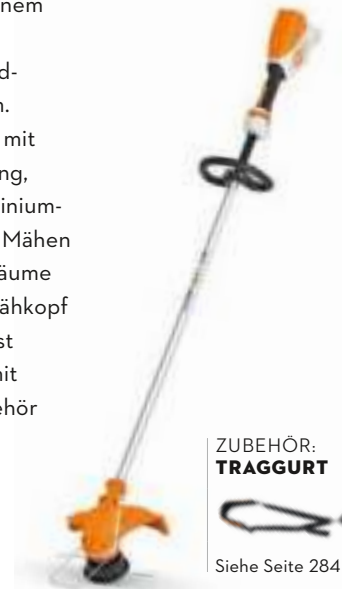 nem
d-
n.
mit
ng,
inium-
Mähen
äume
ähkopf
st
nit
ehör
ZUBEHÖR:
TRAGGURT
Siehe Seite 284